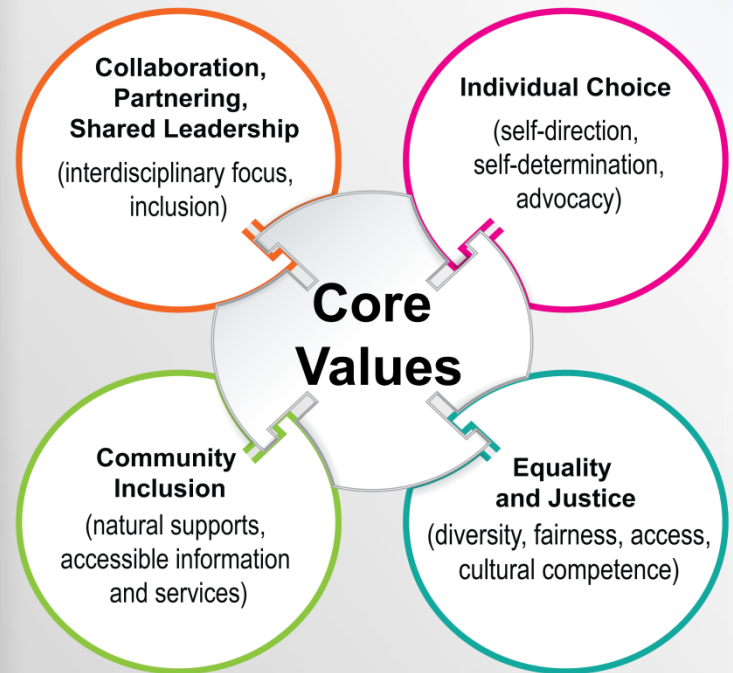 Collaboration,
Partnering,
Shared Leadership
(interdisciplinary focus,
inclusion)
Individual Choice
(self-direction,
self-determination,
advocacy)
Core
Values
Community
Inclusion
(natural supports,
accessible information
and services)
Equality
and Justice
(diversity, fairness, access,
cultural competence)